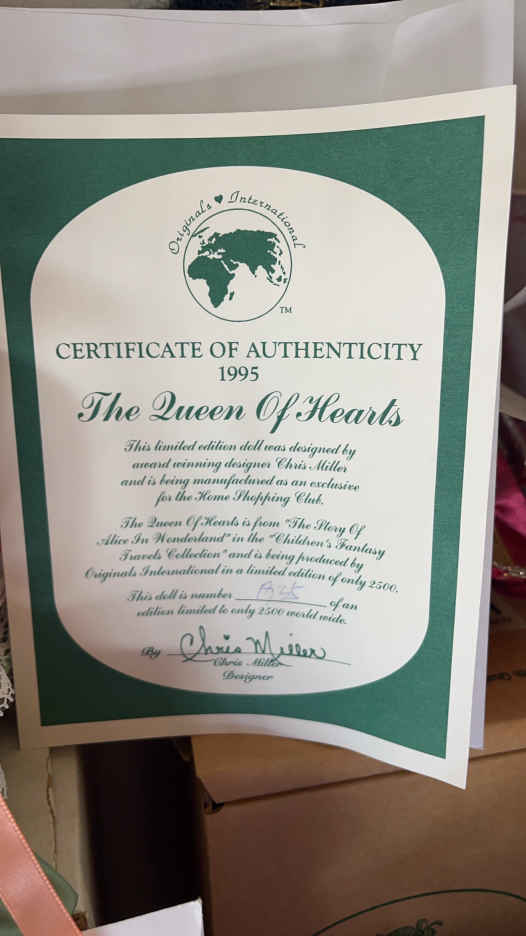 Originals ♥ International
TM
CERTIFICATE OF AUTHENTICITY
1995
The Queen Of Hearts
This limited edition doll was designed by
award winning designer Chris Miller
and is being manufactured as an exclusive
for the Home Shopping Club.
The Queen Of Hearts is from "The Story Of
Alice In Wonderland" in the "Children's Fantasy
Travels Collection" and is being produced by
Originals International in a limited edition of only 2500.
This doll is number of an
edition limited to only 2500 world wide.
By Chris Miller
Chris Miller
Designer